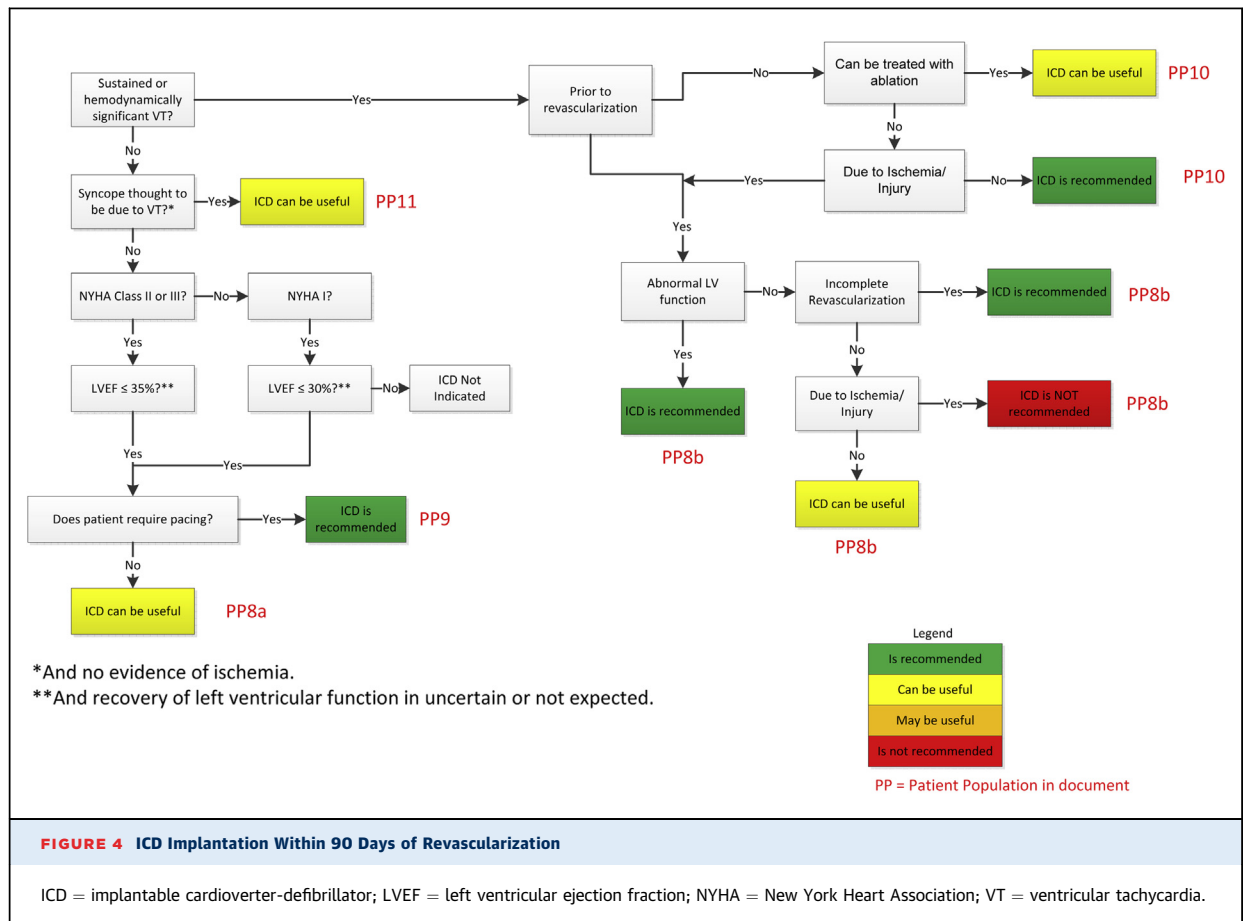 Sustained or
hemodynamically
significant VT?
Yes
Prior to
revascularization
No
Can be treated with
ablation
Yes
ICD can be useful
PP10
No
No
Syncope thought to
be due to VT?*
Yes
ICD can be useful
PP11
Yes
Due to Ischemia/
Injury
No
ICD is recommended
PP10
No
Yes
NYHA Class II or III?
No
NYHA I?
Abnormal LV
function
No
Incomplete
Revascularization
Yes
ICD is recommended
PP8b
Yes
Yes
Yes
No
LVEF ≤ 35%?**
LVEF ≤ 30%?**
No
ICD Not
Indicated
ICD is recommended
PP8b
Due to Ischemia/
Injury
Yes
ICD is NOT
recommended
PP8b
Yes
Yes
No
Does patient require pacing?
Yes
ICD is
recommended
PP9
ICD can be useful
PP8b
No
ICD can be useful
PP8a
*And no evidence of ischemia.
**And recovery of left ventricular function in uncertain or not expected.
Legend
Is recommended
Can be useful
May be useful
Is not recommended
PP = Patient Population in document
FIGURE 4 ICD Implantation Within 90 Days of Revascularization
ICD = implantable cardioverter-defibrillator; LVEF = left ventricular ejection fraction; NYHA = New York Heart Association; VT = ventricular tachycardia.